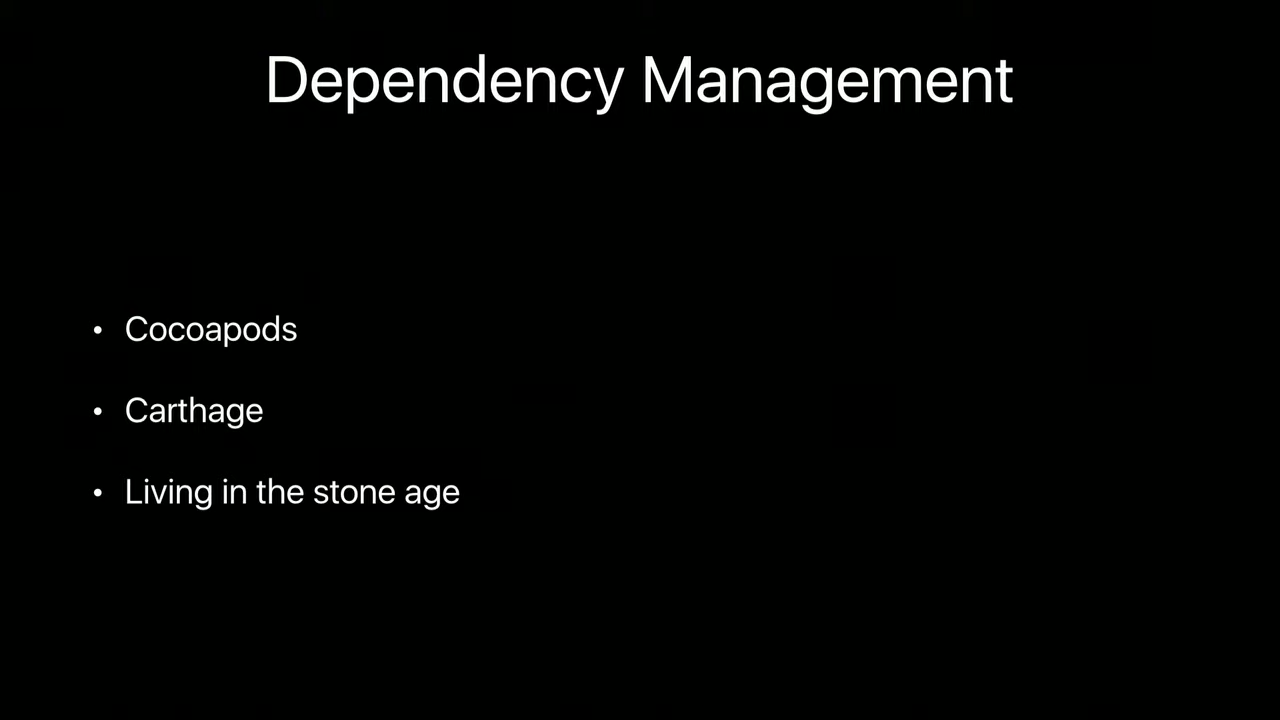 Dependency Management
• Cocoapods
• Carthage
• Living in the stone age